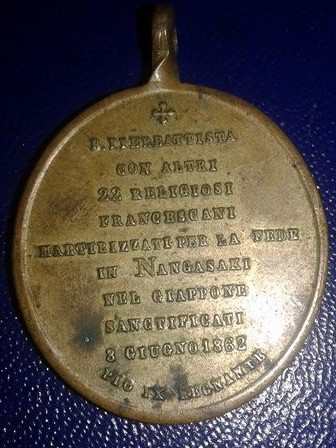 P. PIERBATTISTA
CON ALTRI
22 RELIGIOSI
FRANCESCANI
MARTIRIZZATI PER LA FEDE
IN NANGASAKI
NEL GIAPPONE
SANCTIFICATI
8 GIUGNO 1862
PIO IX REGNANTE